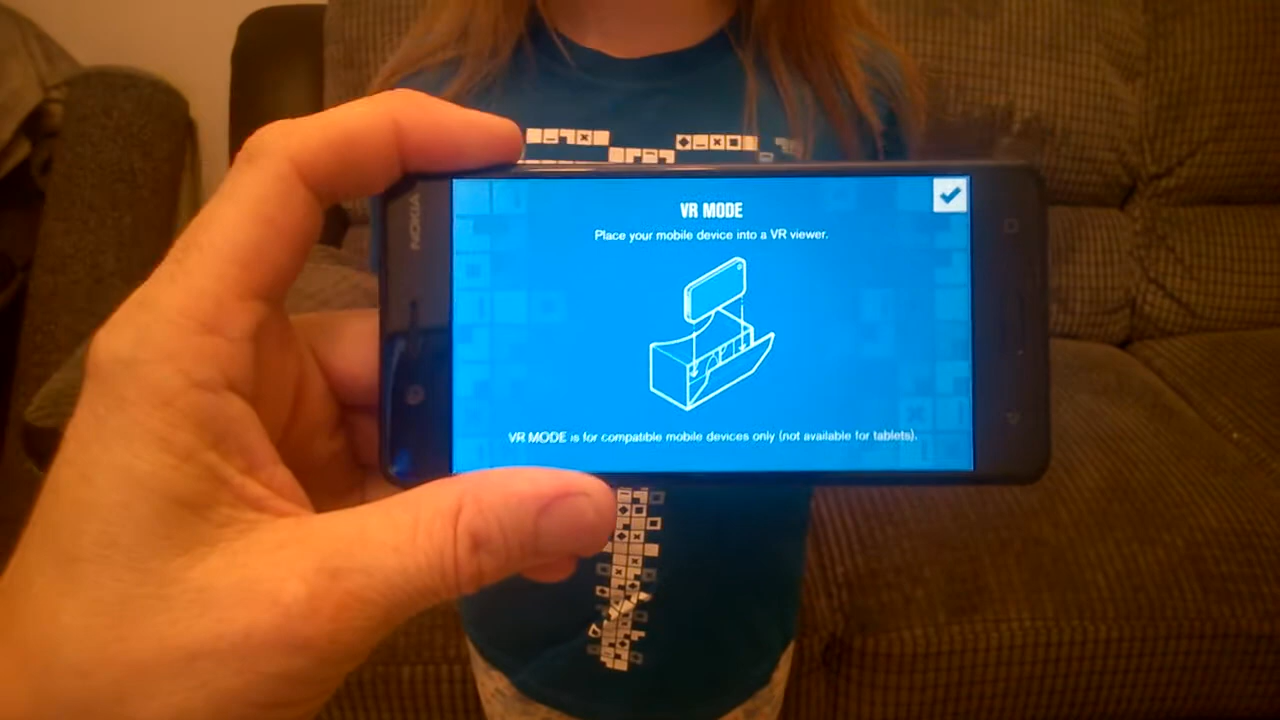 NOKIA
VR MODE
Place your mobile device into a VR viewer.
VR MODE is for compatible mobile devices only (not available for tablets).